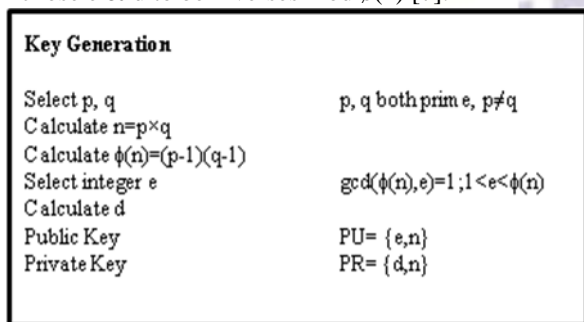 Key Generation
Select p, q p, q both prime, p≠q
Calculate n=p×q
Calculate ϕ(n)=(p-1)(q-1)
Select integer e gcd(ϕ(n),e)=1;1<e<ϕ(n)
Calculate d
Public Key PU= {e,n}
Private Key PR= {d,n}